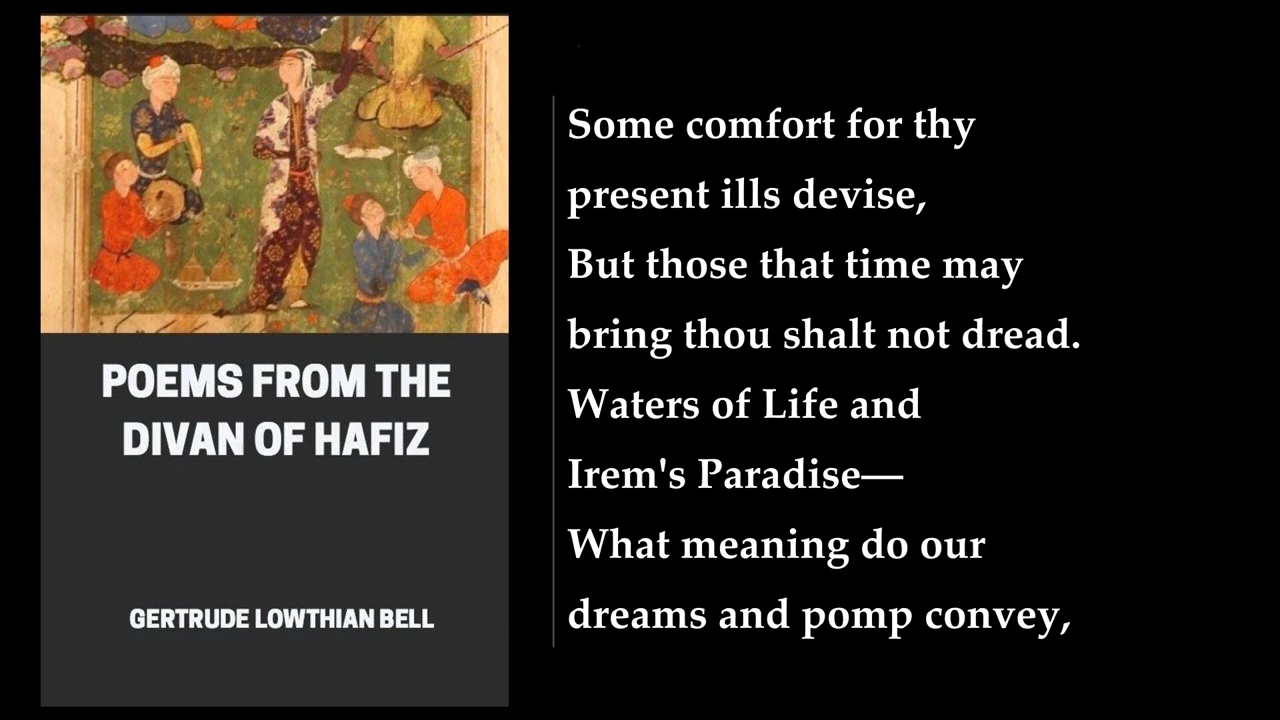 POEMS FROM THE
DIVAN OF HAFIZ
GERTRUDE LOWTHIAN BELL
Some comfort for thy
present ills devise,
But those that time may
bring thou shalt not dread.
Waters of Life and
Irem's Paradise—
What meaning do our
dreams and pomp convey,